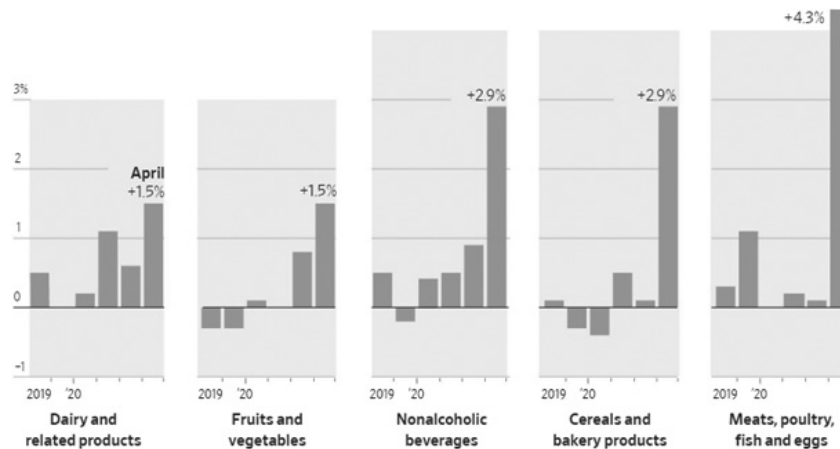 +4.3%
3%
+2.9%
+2.9%
2
April
+1.5%
+1.5%
1
0
−1
2019 ’20
2019 ’20
2019 ’20
2019 ’20
2019 ’20
Dairy and
related products
Fruits and
vegetables
Nonalcoholic
beverages
Cereals and
bakery products
Meats, poultry,
fish and eggs